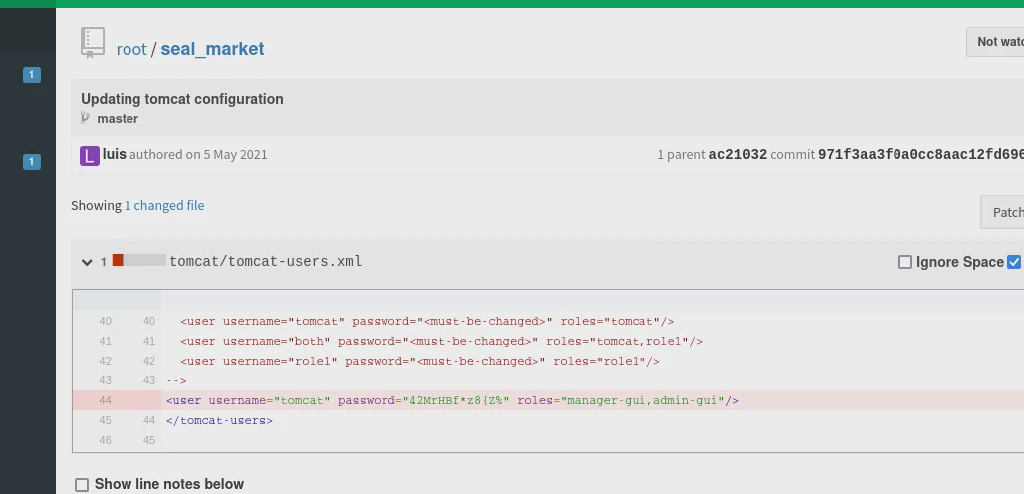 root / seal_market
Not wat
Updating tomcat configuration
master
1
L luis authored on 5 May 2021
1 parent ac21032 commit 971f3aa3f0a0cc8aac12fd696
1
Showing 1 changed file
Patch
1 tomcat/tomcat-users.xml
Ignore Space
40 40 <user username="tomcat" password="<must-be-changed>" roles="tomcat"/>
41 41 <user username="both" password="<must-be-changed>" roles="tomcat,role1"/>
42 42 <user username="role1" password="<must-be-changed>" roles="role1"/>
43 43 -->
44 <user username="tomcat" password="42MrHBf*z8{Z%" roles="manager-gui,admin-gui"/>
45 44 </tomcat-users>
46 45
Show line notes below